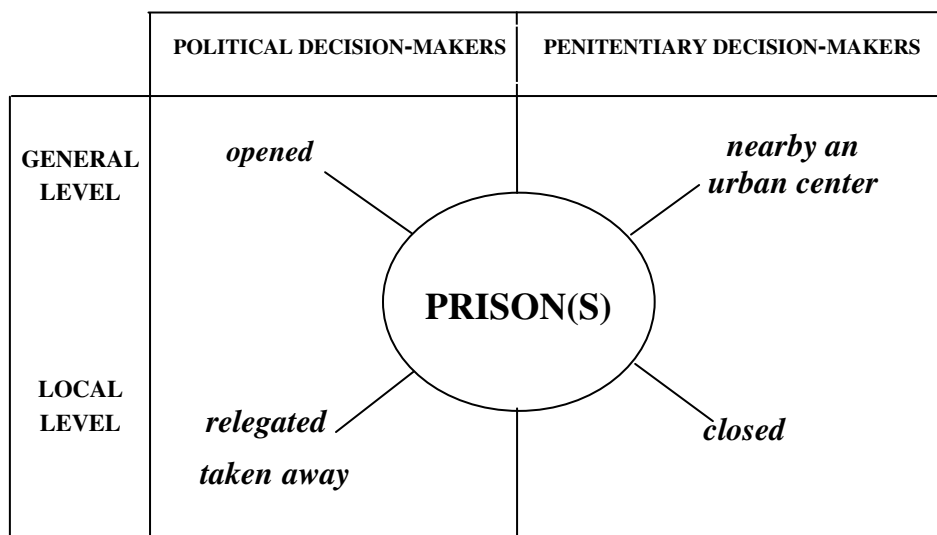 POLITICAL DECISION-MAKERS
PENITENTIARY DECISION-MAKERS
GENERAL
LEVEL
opened
nearby an
urban center
PRISON(S)
LOCAL
LEVEL
relegated
taken away
closed